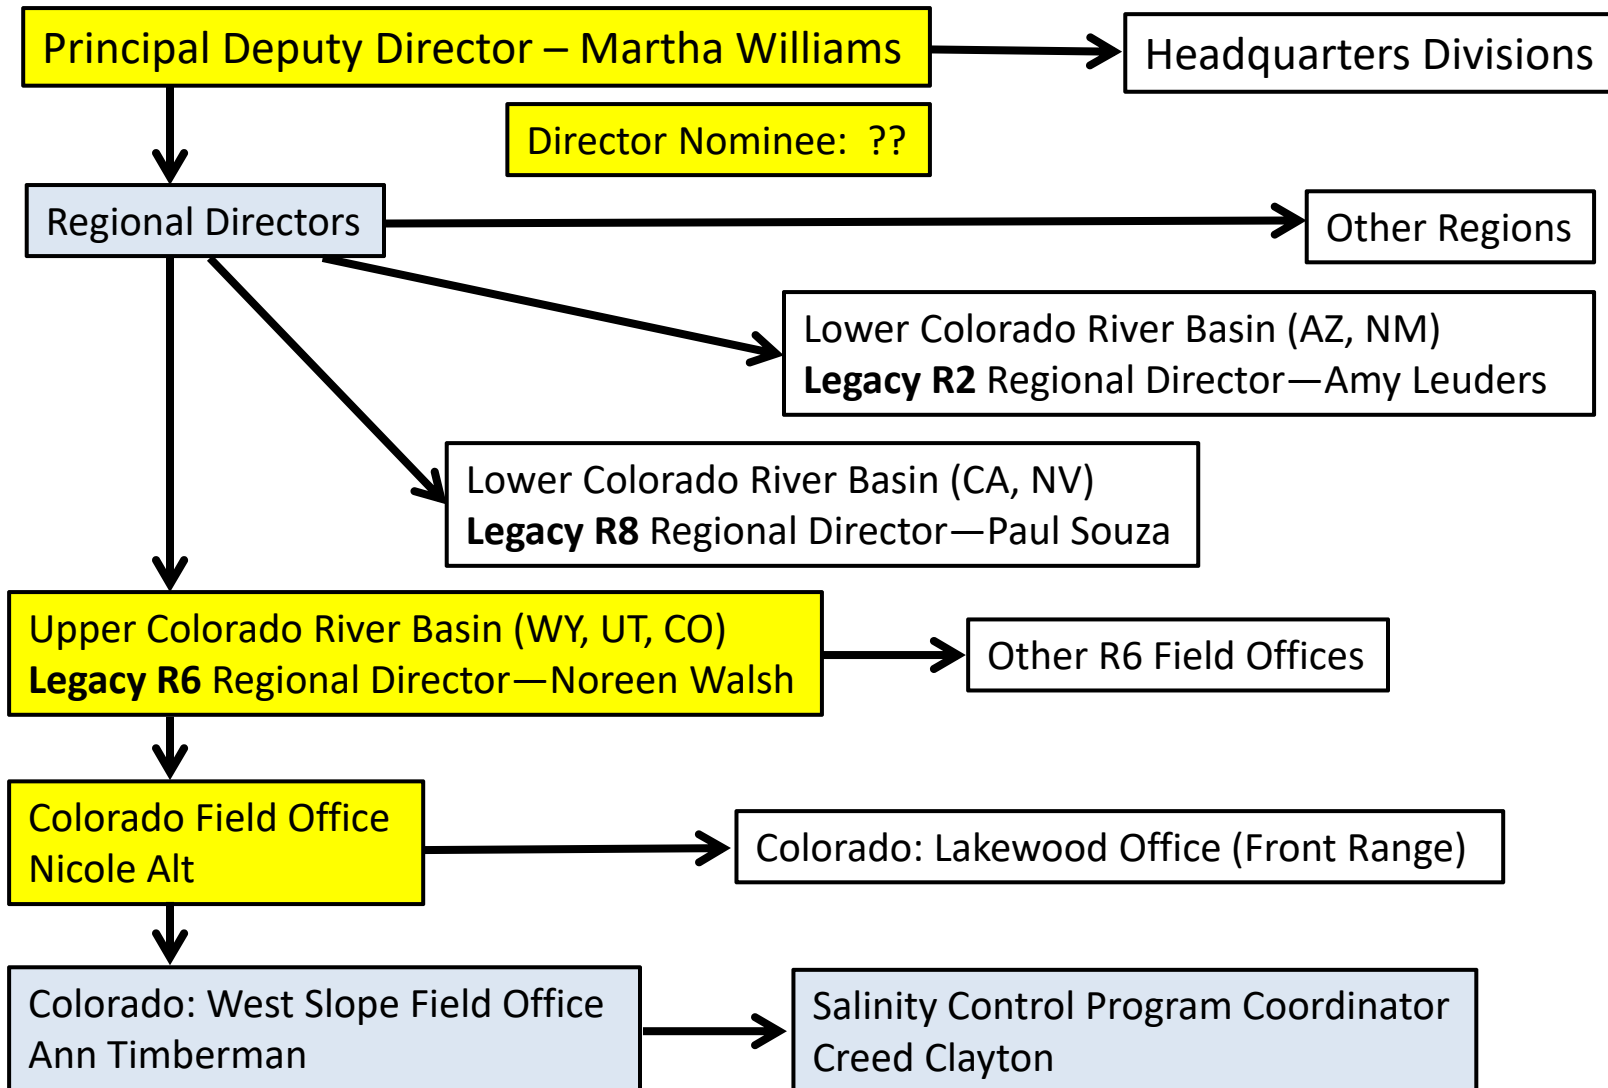 Principal Deputy Director – Martha Williams
Headquarters Divisions
Director Nominee:  ??
Regional Directors
Other Regions
Lower Colorado River Basin (AZ, NM)
Legacy R2 Regional Director—Amy Leuders
Lower Colorado River Basin (CA, NV)
Legacy R8 Regional Director—Paul Souza
Upper Colorado River Basin (WY, UT, CO)
Legacy R6 Regional Director—Noreen Walsh
Other R6 Field Offices
Colorado Field Office
Nicole Alt
Colorado: Lakewood Office (Front Range)
Colorado: West Slope Field Office
Ann Timberman
Salinity Control Program Coordinator
Creed Clayton